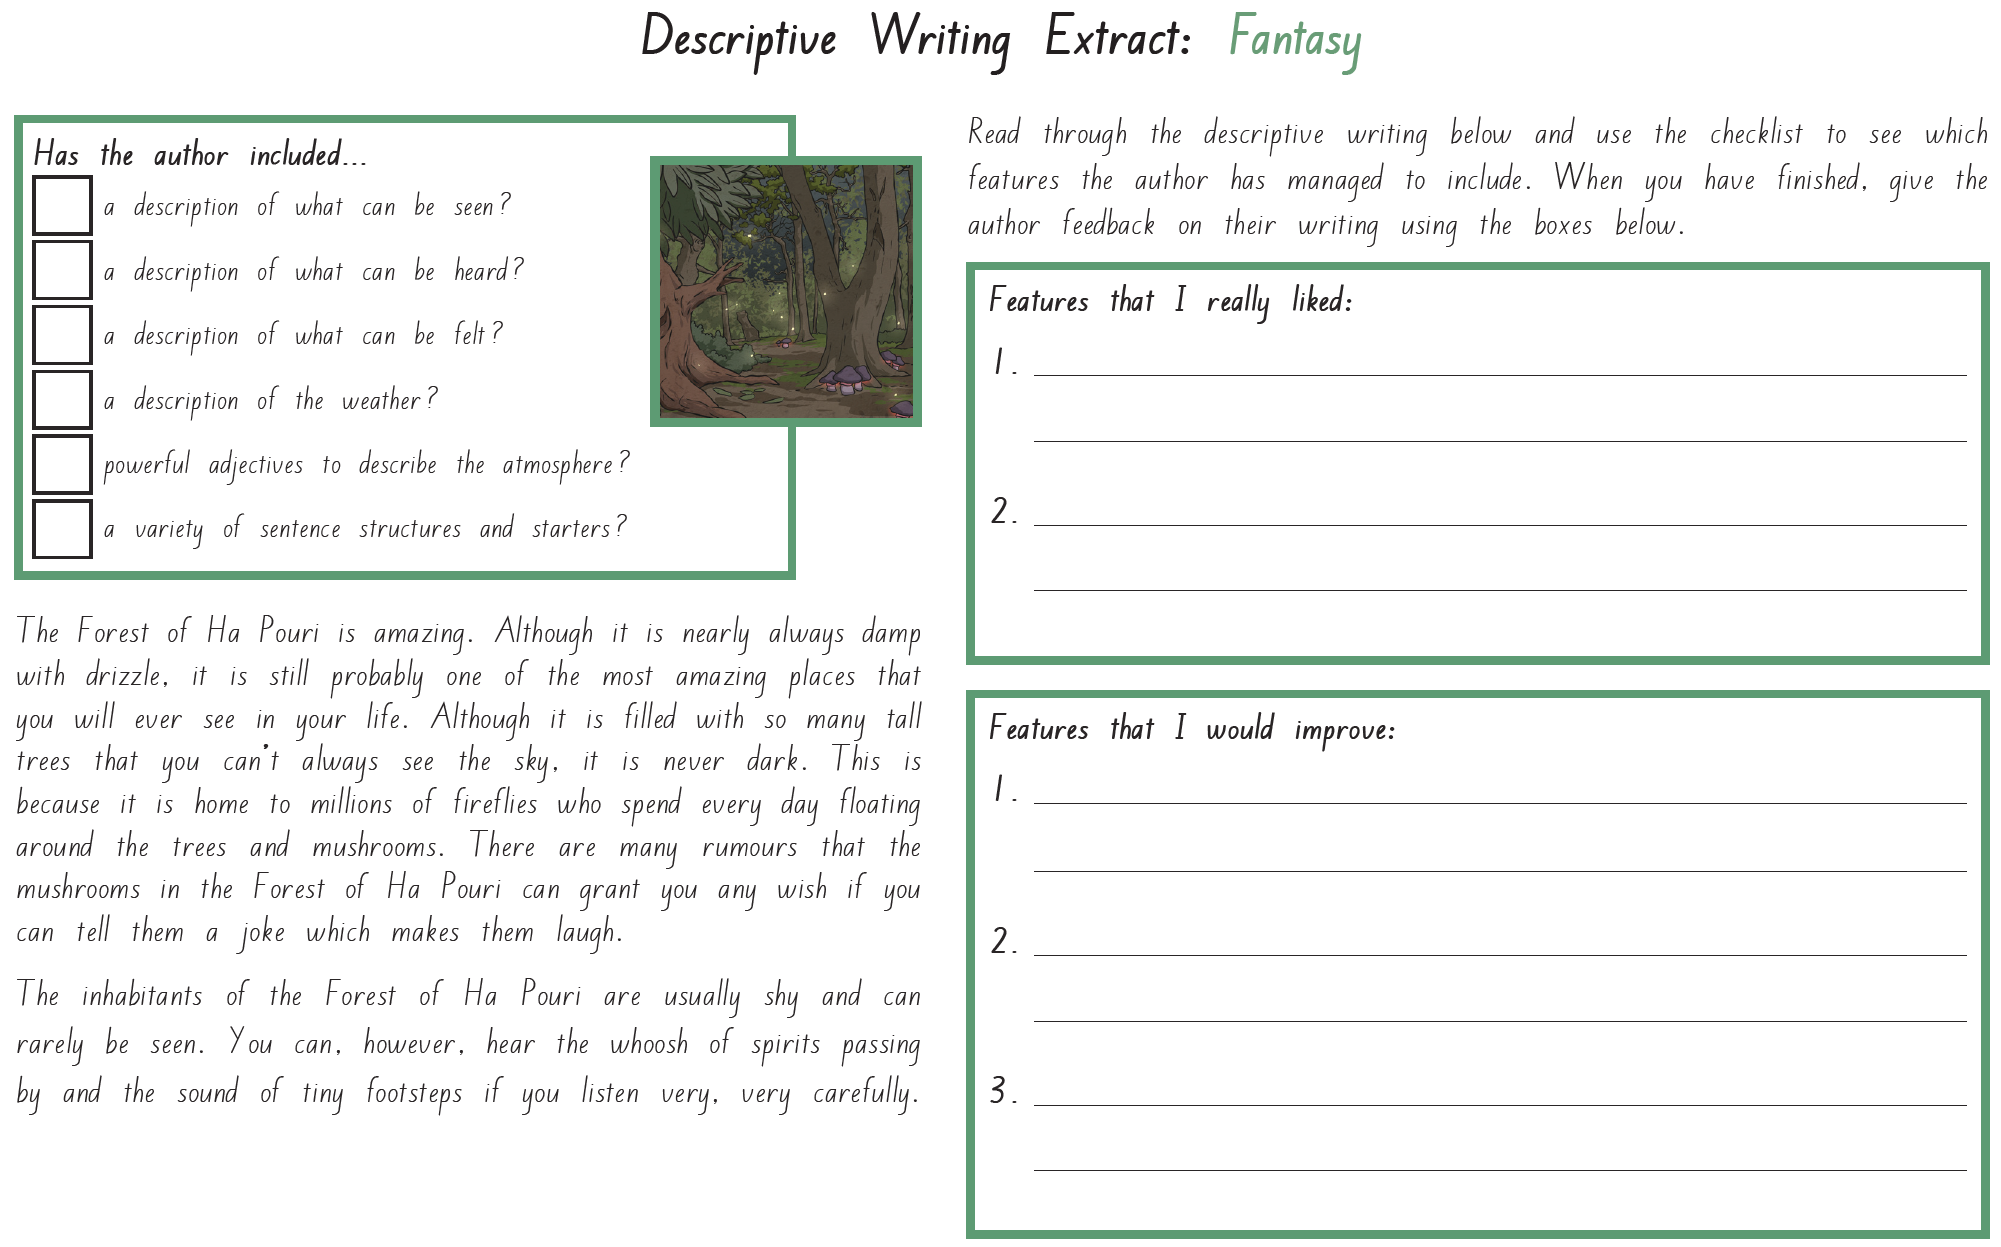 Descriptive Writing Extract: Fantasy
Has the author included...
a description of what can be seen?
a description of what can be heard?
a description of what can be felt?
a description of the weather?
powerful adjectives to describe the atmosphere?
a variety of sentence structures and starters?
The Forest of Ha Pouri is amazing. Although it is nearly always damp
with drizzle, it is still probably one of the most amazing places that
you will ever see in your life. Although it is filled with so many tall
trees that you can't always see the sky, it is never dark. This is
because it is home to millions of fireflies who spend every day floating
around the trees and mushrooms. There are many rumours that the
mushrooms in the Forest of Ha Pouri can grant you any wish if you
can tell them a joke which makes them laugh.
The inhabitants of the Forest of Ha Pouri are usually shy and can
rarely be seen. You can, however, hear the whoosh of spirits passing
by and the sound of tiny footsteps if you listen very, very carefully.
Read through the descriptive writing below and use the checklist to see which
features the author has managed to include. When you have finished, give the
author feedback on their writing using the boxes below.
Features that I really liked:
1.
2.
Features that I would improve:
1.
2.
3.